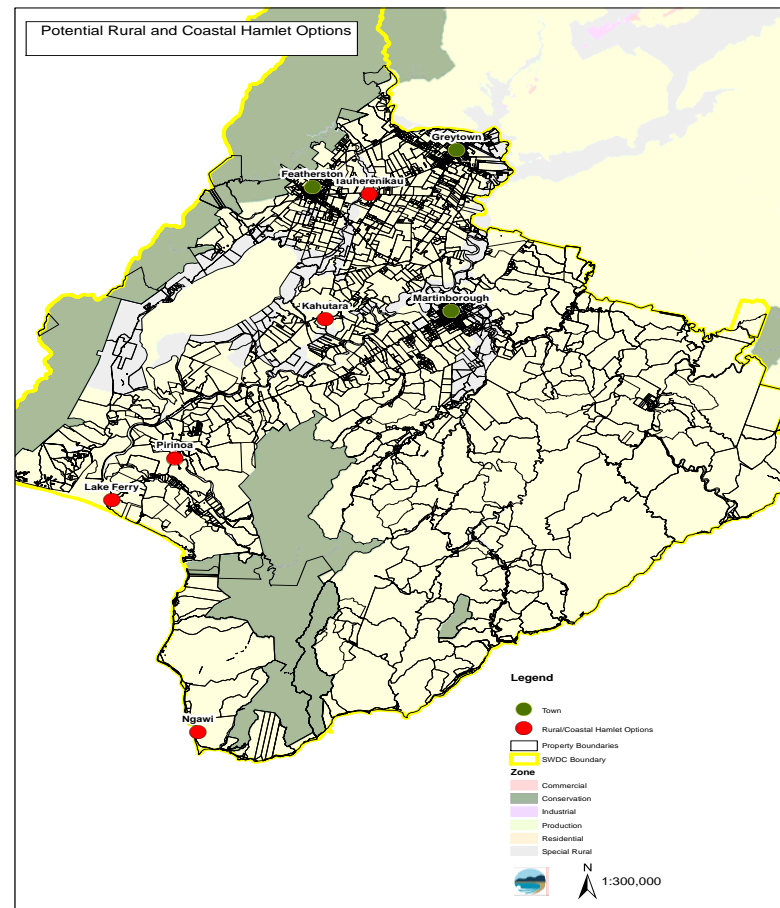 Potential Rural and Coastal Hamlet Options
Greytown
Featherston
Tauherenikau
Kahutara
Martinborough
Pirinoa
Lake Ferry
Ngawi
Legend
Town
Rural/Coastal Hamlet Options
Property Boundaries
SWDC Boundary
Zone
Commercial
Conservation
Industrial
Production
Residential
Special Rural
N
1:300,000